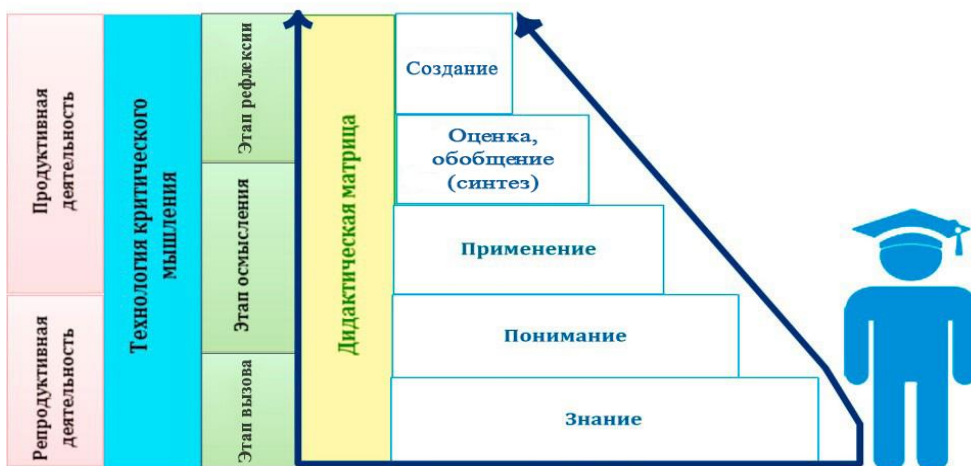 Продуктивная
деятельность
Репродуктивная
деятельность
Технология критического
мышления
Этап рефлексии
Этап осмысления
Этап вызова
Дидактическая матрица
Создание
Оценка,
обобщение
(синтез)
Применение
Понимание
Знание